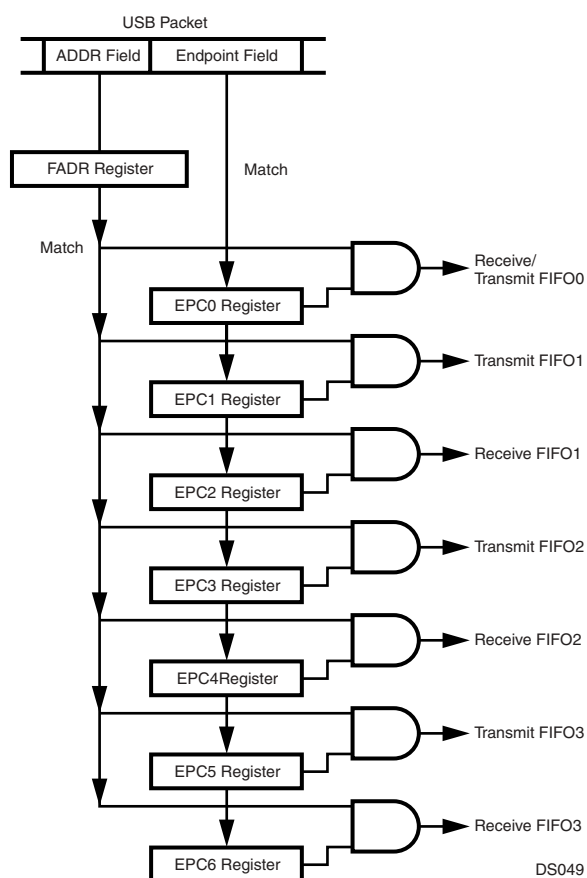 USB Packet
ADDR Field
Endpoint Field
FADR Register
Match
Match
Receive/
Transmit FIFO0
EPC0 Register
Transmit FIFO1
EPC1 Register
Receive FIFO1
EPC2 Register
Transmit FIFO2
EPC3 Register
Receive FIFO2
EPC4Register
Transmit FIFO3
EPC5 Register
Receive FIFO3
EPC6 Register
DS049